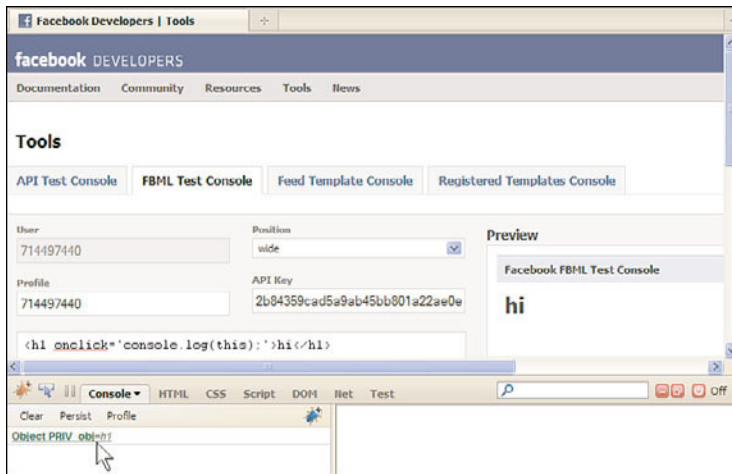 Facebook Developers | Tools
facebook DEVELOPERS
Documentation Community Resources Tools News
Tools
API Test Console FBML Test Console Feed Template Console Registered Templates Console
User
714497440
Position
wide
Preview
Facebook FBML Test Console
hi
Profile
714497440
API Key
2b84359cad5a9ab45bb801a22ae0e
<h1 onclick='console.log(this);'>hi</h1>
Console HTML CSS Script DOM Net Test Off
Clear Persist Profile
Object PRIV_obj=h1